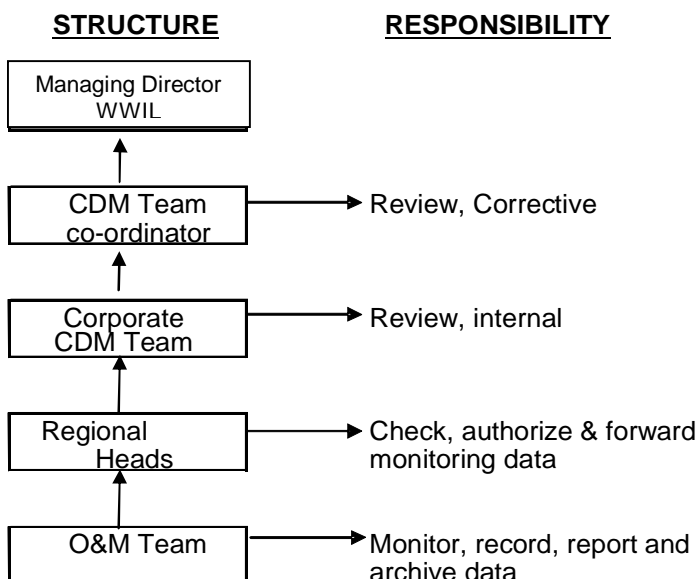 STRUCTURE RESPONSIBILITY
Managing Director
WWIL
CDM Team
co-ordinator
Review, Corrective
Corporate
CDM Team
Review, internal
Regional
Heads
Check, authorize & forward
monitoring data
O&M Team
Monitor, record, report and
archive data